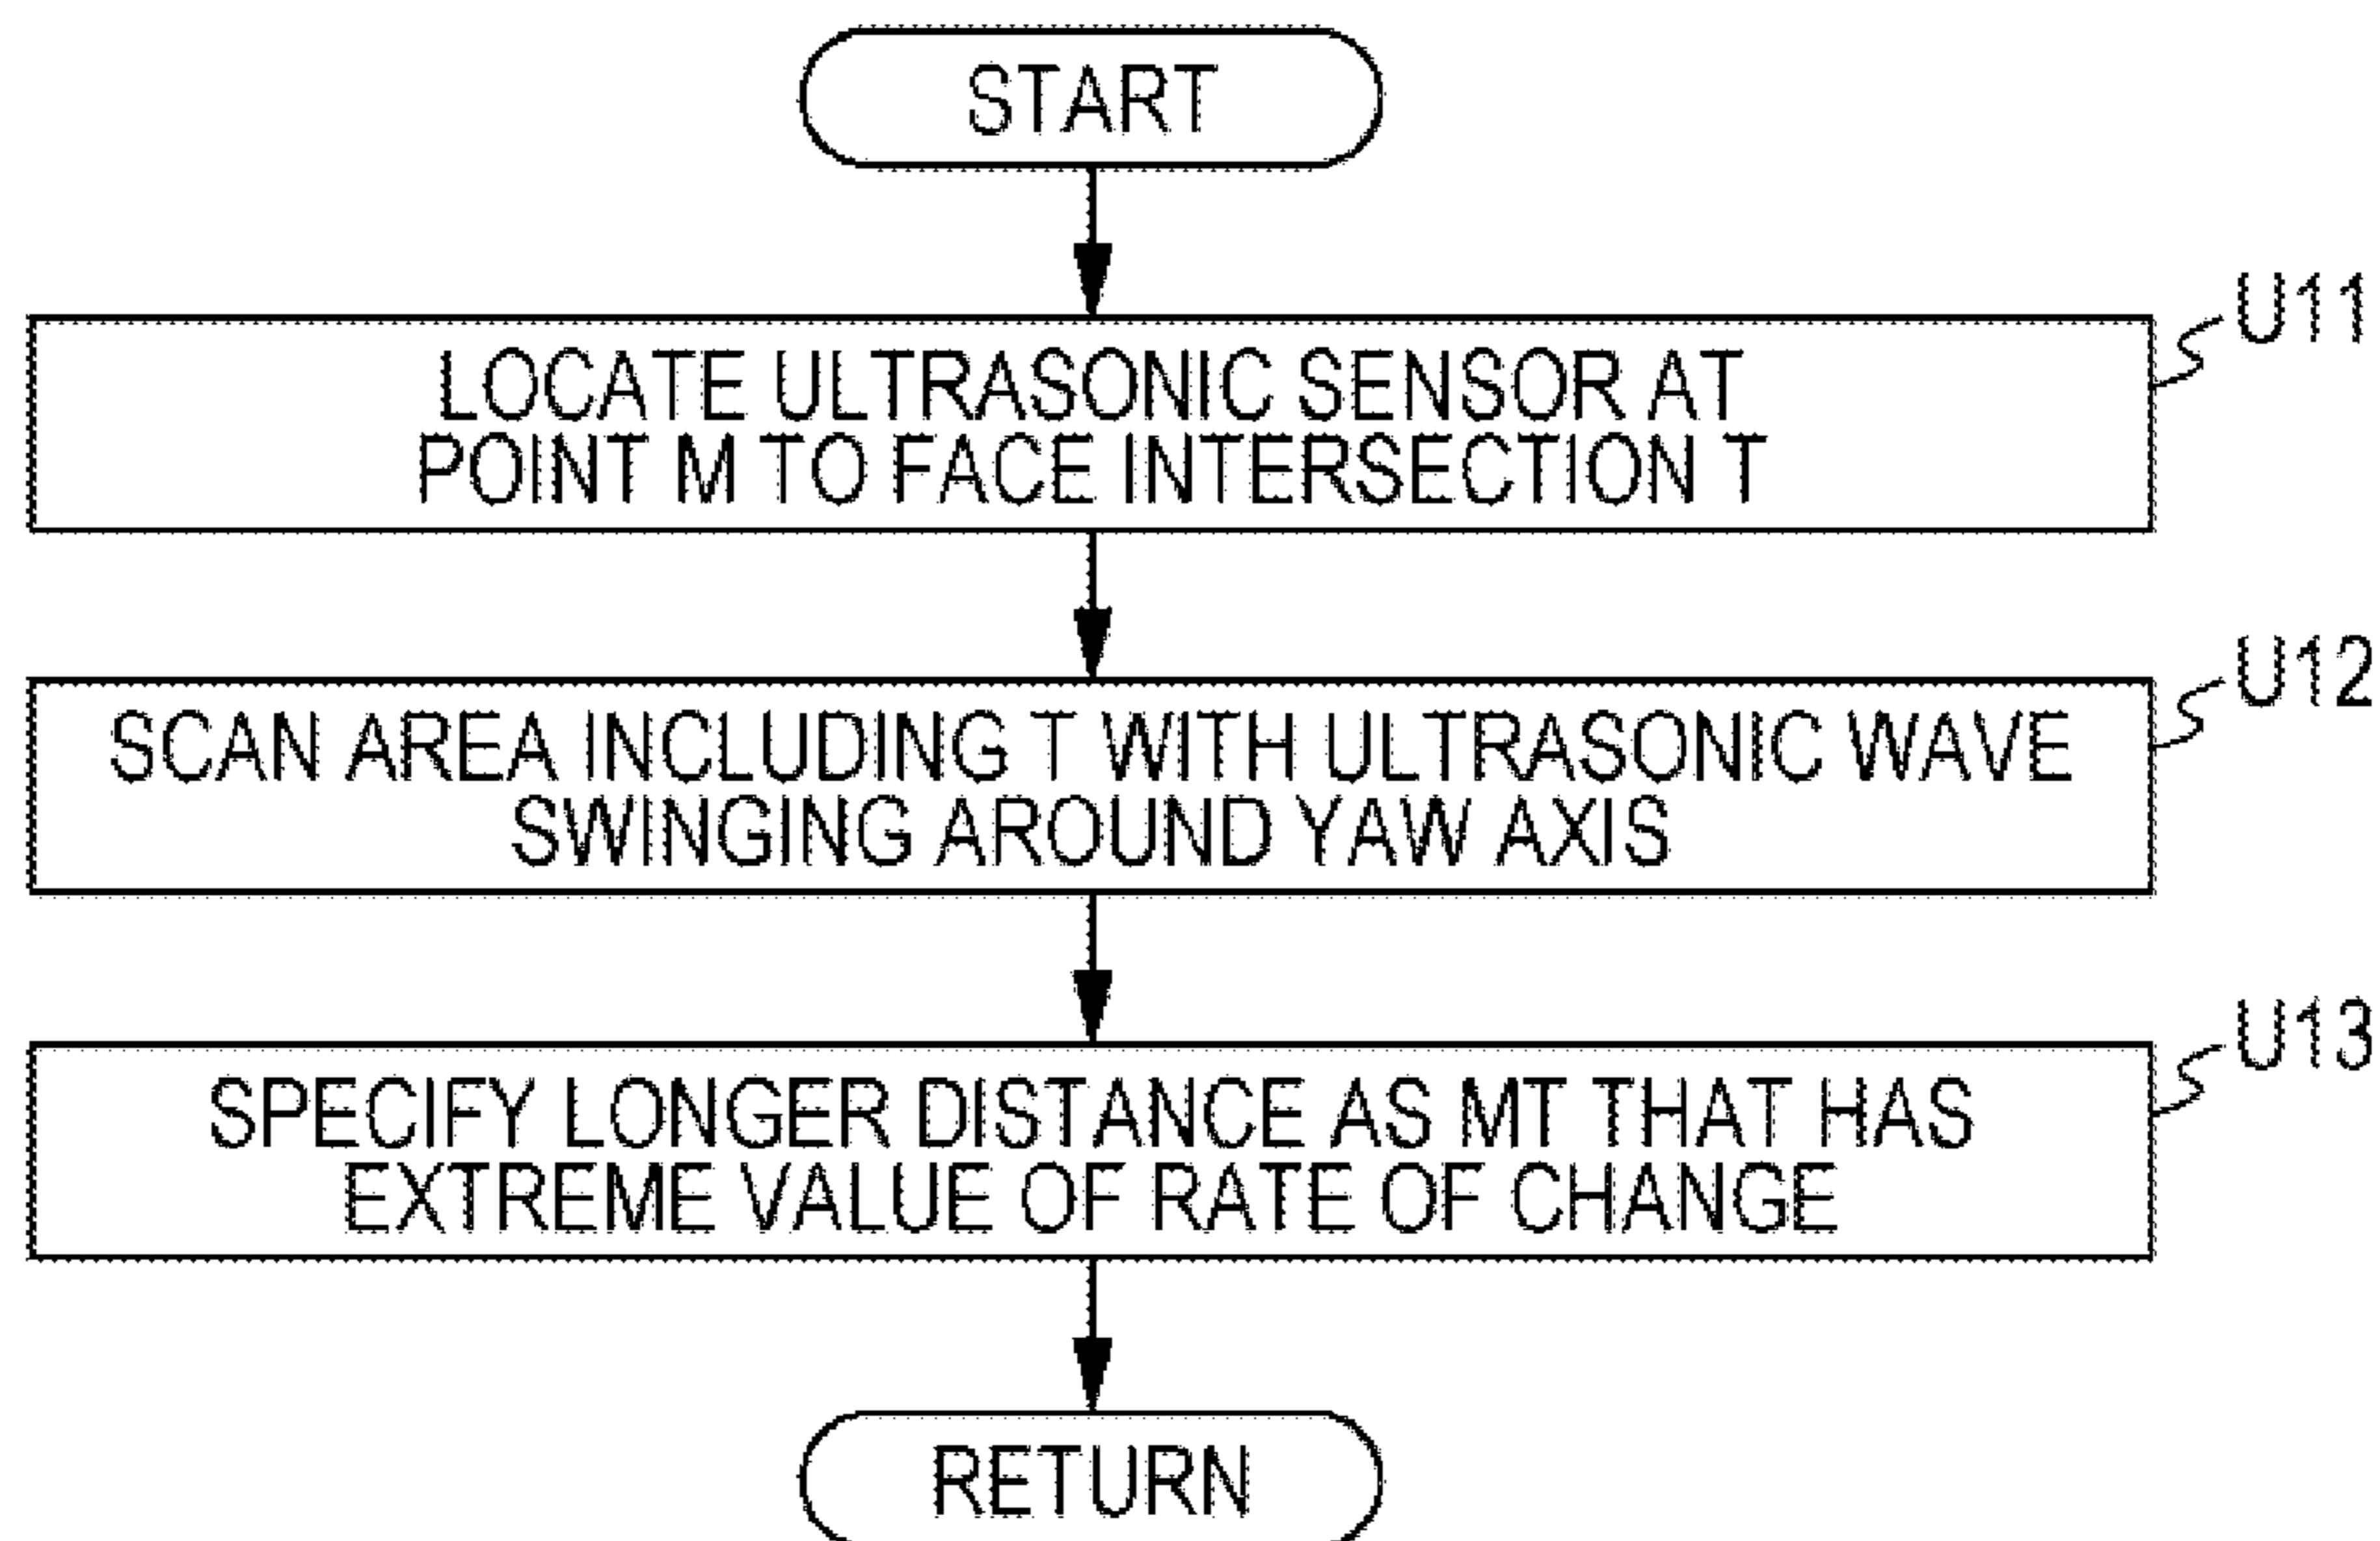 START
U11
LOCATE ULTRASONIC SENSOR AT
POINT M TO FACE INTERSECTION T
U12
SCAN AREA INCLUDING T WITH ULTRASONIC WAVE
SWINGING AROUND YAW AXIS
U13
SPECIFY LONGER DISTANCE AS MT THAT HAS
EXTREME VALUE OF RATE OF CHANGE
RETURN